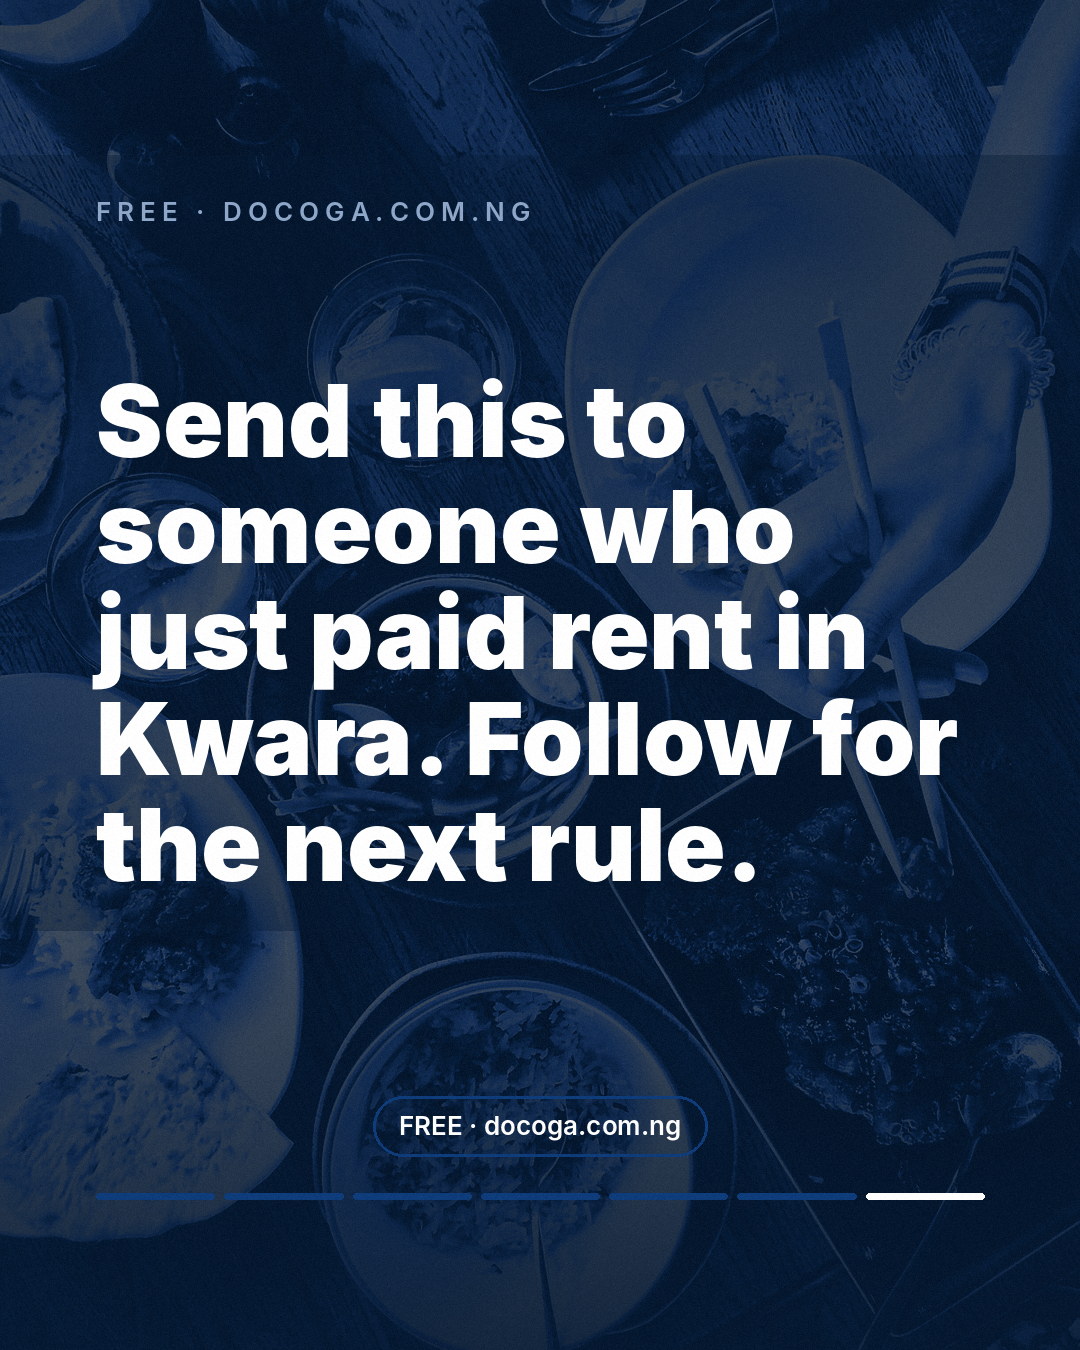 FREE · DOCOGA.COM.NG
Send this to
someone who
just paid rent in
Kwara. Follow for
the next rule.
FREE · docoga.com.ng